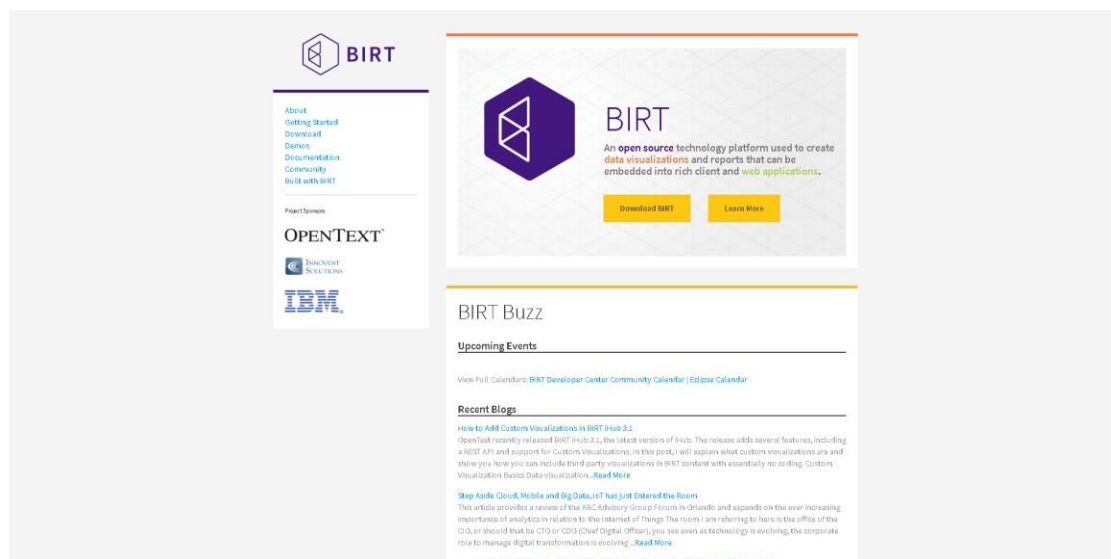 BIRT
About
Getting Started
Download
Demos
Documentation
Community
Built with BIRT
Project Sponsors
OPENTEXT
INNOVENT
SOLUTIONS
IBM
BIRT
An open source technology platform used to create
data visualizations and reports that can be
embedded into rich client and web applications.
Download BIRT
Learn More
BIRT Buzz
Upcoming Events
View Full Calendars: BIRT Developer Center Community Calendar | Eclipse Calendar
Recent Blogs
How to Add Custom Visualizations in BIRT iHub 3.1
OpenText recently released BIRT iHub 3.1, the latest version of iHub. The release adds several features, including
a REST API and support for Custom Visualizations. In this post, I will explain what custom visualizations are and
show you how you can include third-party visualizations in BIRT content with essentially no coding. Custom
Visualization Basics Data visualization...Read More
Step Aside Cloud, Mobile and Big Data, IoT has just Entered the Room
This article provides a review of the ARC Advisory Group Forum in Orlando and expands on the ever increasing
importance of analytics in relation to the Internet of Things The room I am referring to here is the office of the
CIO, or should that be CTO or CDO (Chief Digital Officer), you see even as technology is evolving, the corporate
role to manage digital transformation is evolving ...Read More